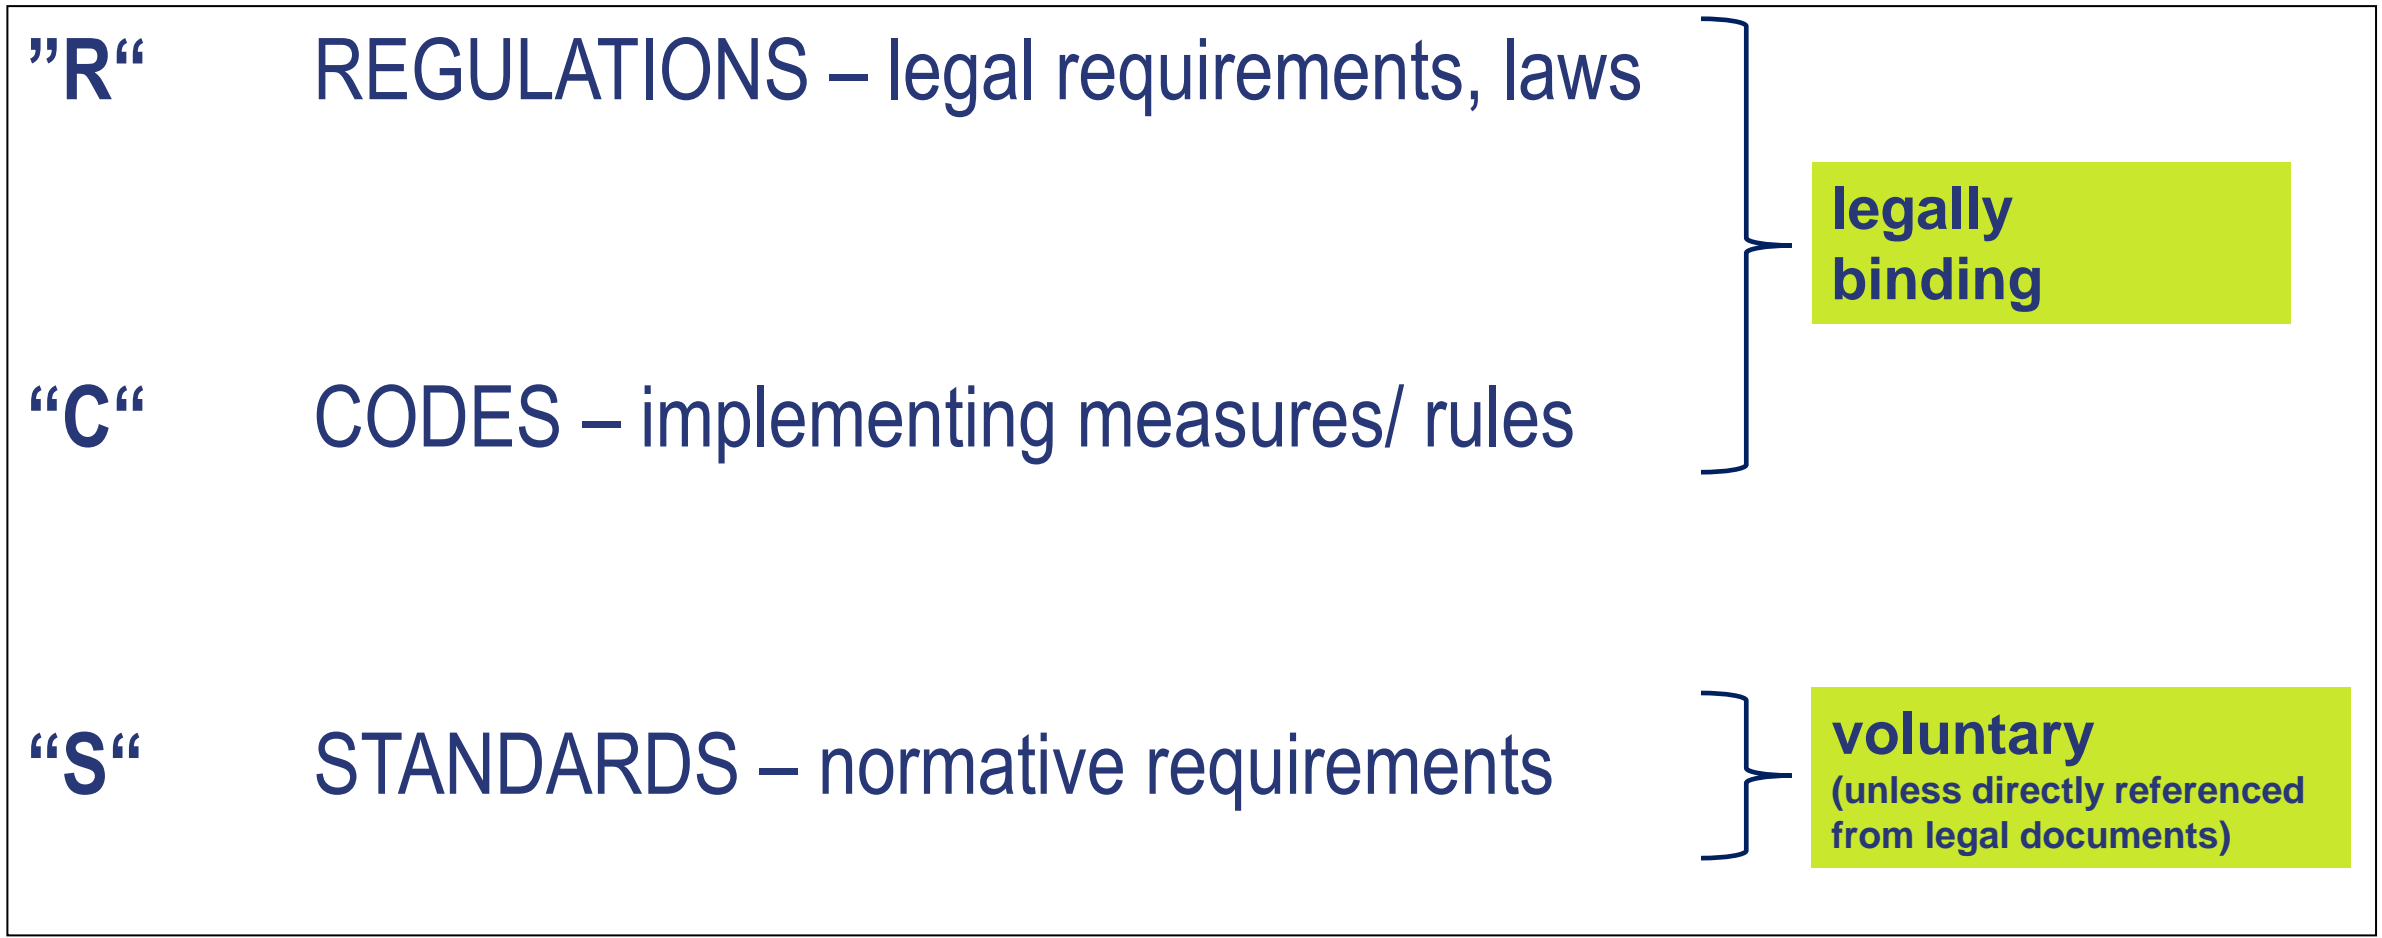 ”R“ REGULATIONS – legal requirements, laws
legally
binding
“C“ CODES – implementing measures/ rules
“S“ STANDARDS – normative requirements
voluntary
(unless directly referenced
from legal documents)